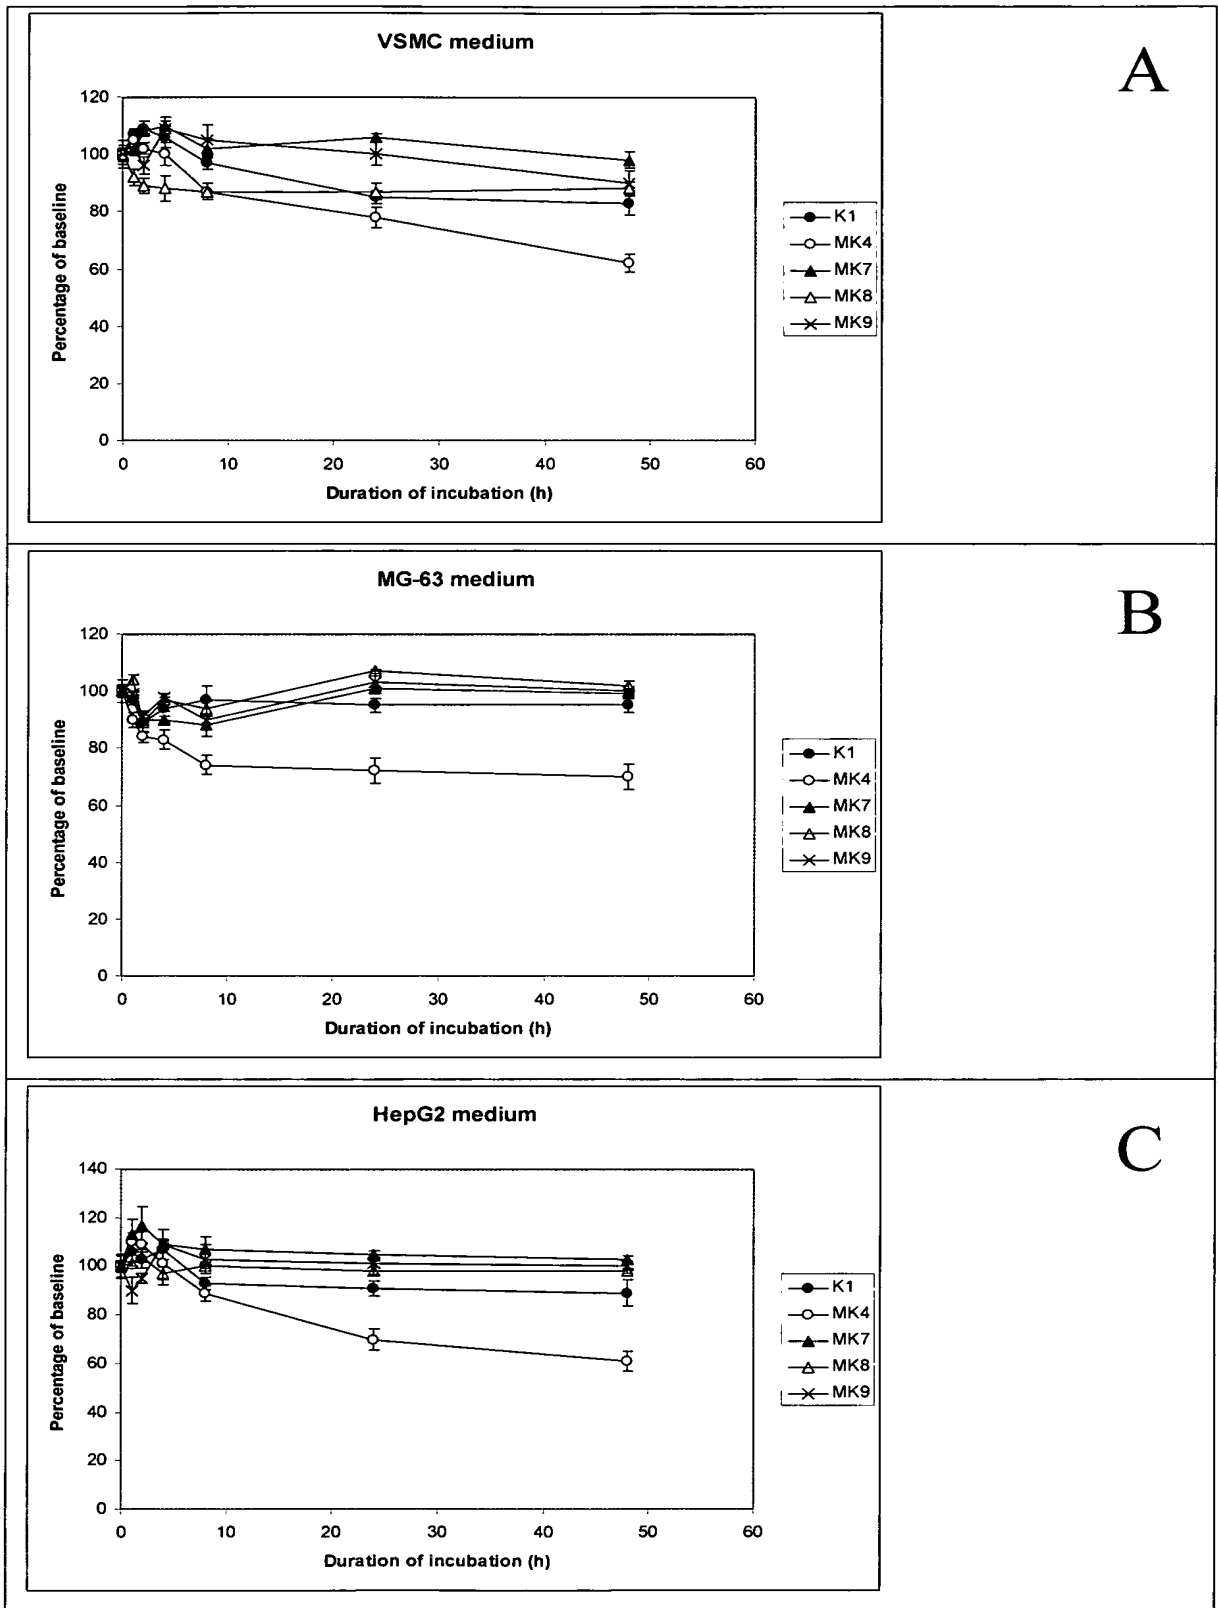 A
VSMC medium
Percentage of baseline
120
100
80
60
40
20
0
0 10 20 30 40 50 60
Duration of incubation (h)
K1
MK4
MK7
MK8
MK9
B
MG-63 medium
Percentage of baseline
120
100
80
60
40
20
0
0 10 20 30 40 50 60
Duration of incubation (h)
K1
MK4
MK7
MK8
MK9
C
HepG2 medium
Percentage of baseline
140
120
100
80
60
40
20
0
0 10 20 30 40 50 60
Duration of incubation (h)
K1
MK4
MK7
MK8
MK9